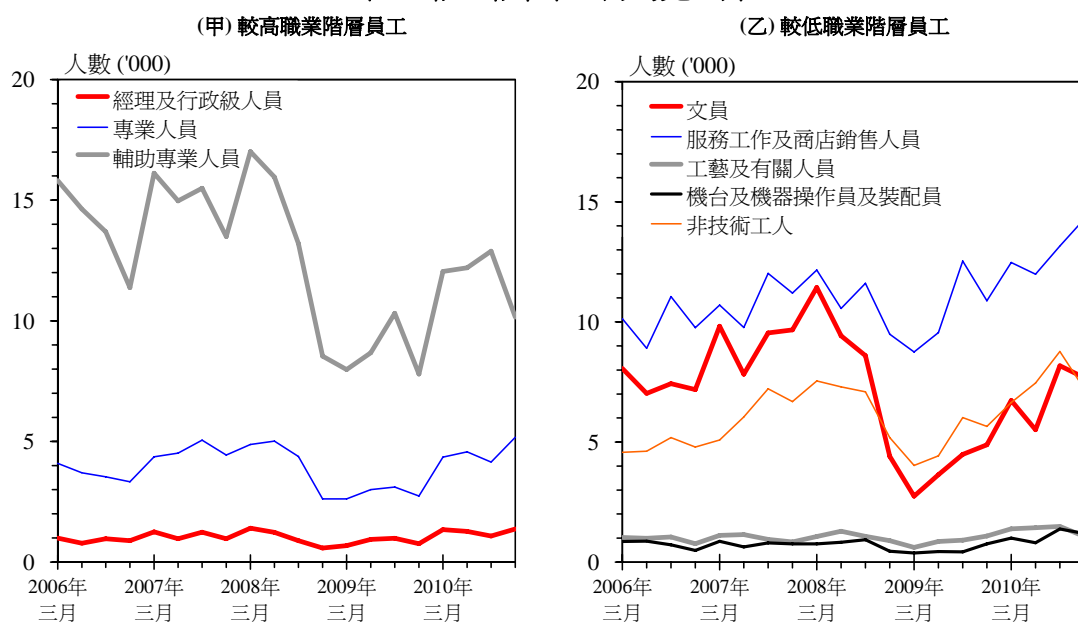 (甲) 較高職業階層員工
人數 ('000)
20
15
10
5
0
經理及行政級人員
專業人員
輔助專業人員
2006年
三月
2007年
三月
2008年
三月
2009年
三月
2010年
三月
(乙) 較低職業階層員工
人數 ('000)
20
15
10
5
0
文員
服務工作及商店銷售人員
工藝及有關人員
機台及機器操作員及裝配員
非技術工人
2006年
三月
2007年
三月
2008年
三月
2009年
三月
2010年
三月